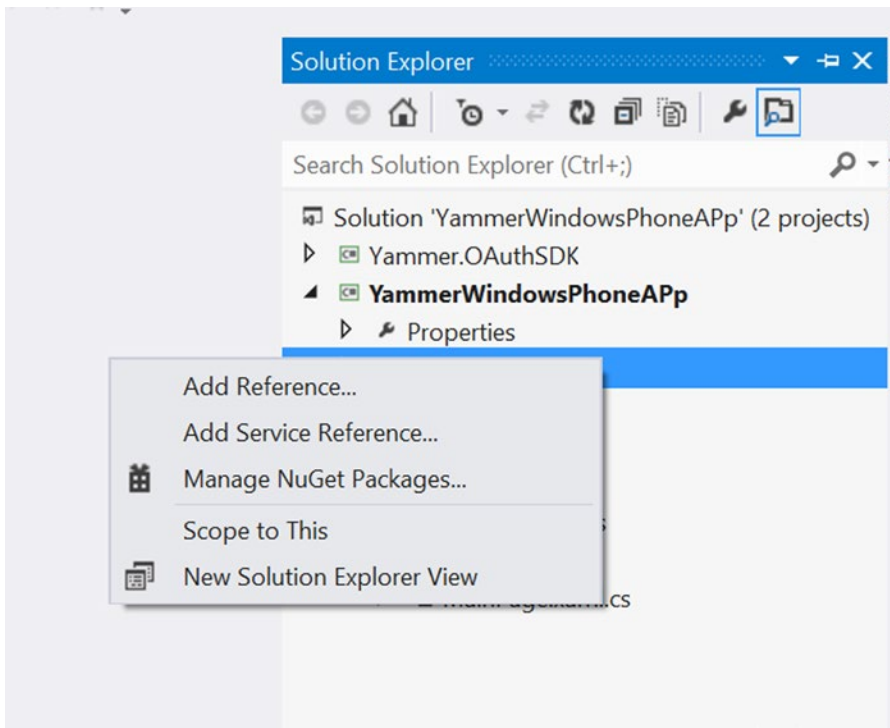 Solution Explorer
Search Solution Explorer (Ctrl+;)
Solution 'YammerWindowsPhoneAPp' (2 projects)
Yammer.OAuthSDK
YammerWindowsPhoneAPp
Properties
Add Reference...
Add Service Reference...
Manage NuGet Packages...
Scope to This
New Solution Explorer View